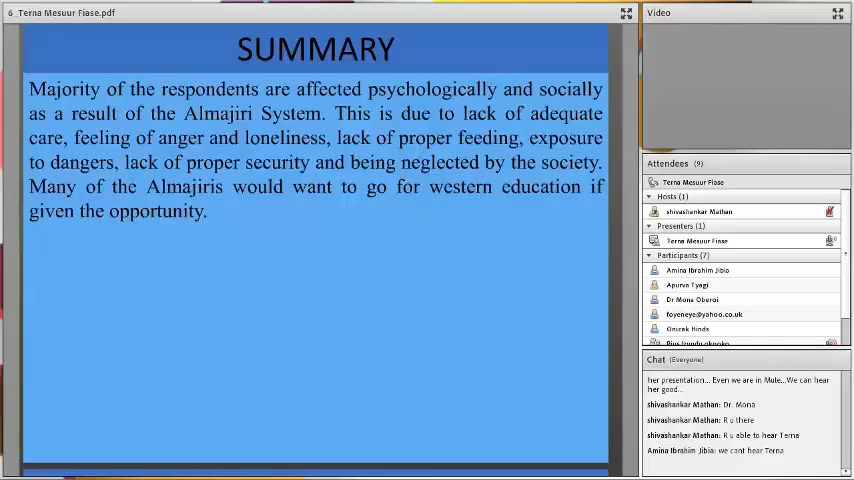 6_Terna Mesuur Fiase.pdf
SUMMARY
Majority of the respondents are affected psychologically and socially
as a result of the Almajiri System. This is due to lack of adequate
care, feeling of anger and loneliness, lack of proper feeding, exposure
to dangers, lack of proper security and being neglected by the society.
Many of the Almajiris would want to go for western education if
given the opportunity.
Video
Attendees (9)
Terna Mesuur Fiase
Hosts (1)
shivashankar Mathan
Presenters (1)
Terna Mesuur Fiase
Participants (7)
Amina Ibrahim Jibia
Apurva Tyagi
Dr Mona Oberoi
foyeneye@yahoo.co.uk
Onicak Hinds
Chat (Everyone)
her presentation... Even we are in Mute...We can hear
her good...
shivashankar Mathan: Dr. Mona
shivashankar Mathan: R u there
shivashankar Mathan: R u able to hear Terna
Amina Ibrahim Jibia: we cant hear Terna